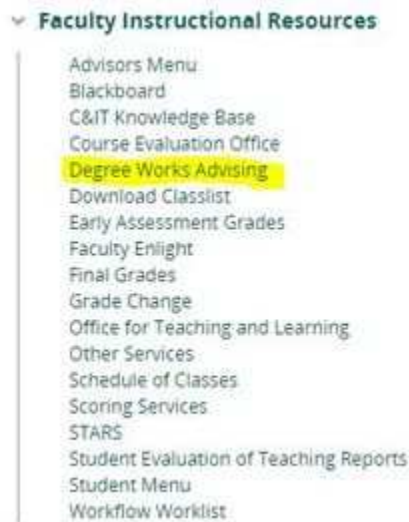 Faculty Instructional Resources
Advisors Menu
Blackboard
C&IT Knowledge Base
Course Evaluation Office
Degree Works Advising
Download Classlist
Early Assessment Grades
Faculty Enlight
Final Grades
Grade Change
Office for Teaching and Learning
Other Services
Schedule of Classes
Scoring Services
STARS
Student Evaluation of Teaching Reports
Student Menu
Workflow Worklist